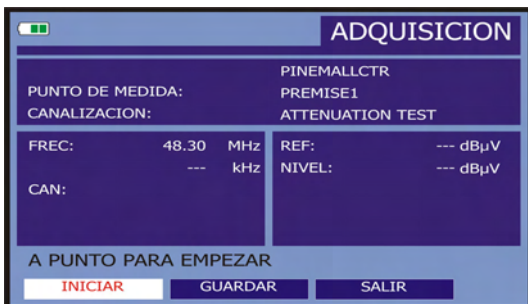 ADQUISICION
PINEMALLCTR
PUNTO DE MEDIDA: PREMISE1
CANALIZACION: ATTENUATION TEST
FREC: 48.30 MHz
--- kHz
CAN:
REF: --- dBµV
NIVEL: --- dBµV
A PUNTO PARA EMPEZAR
INICIAR GUARDAR SALIR